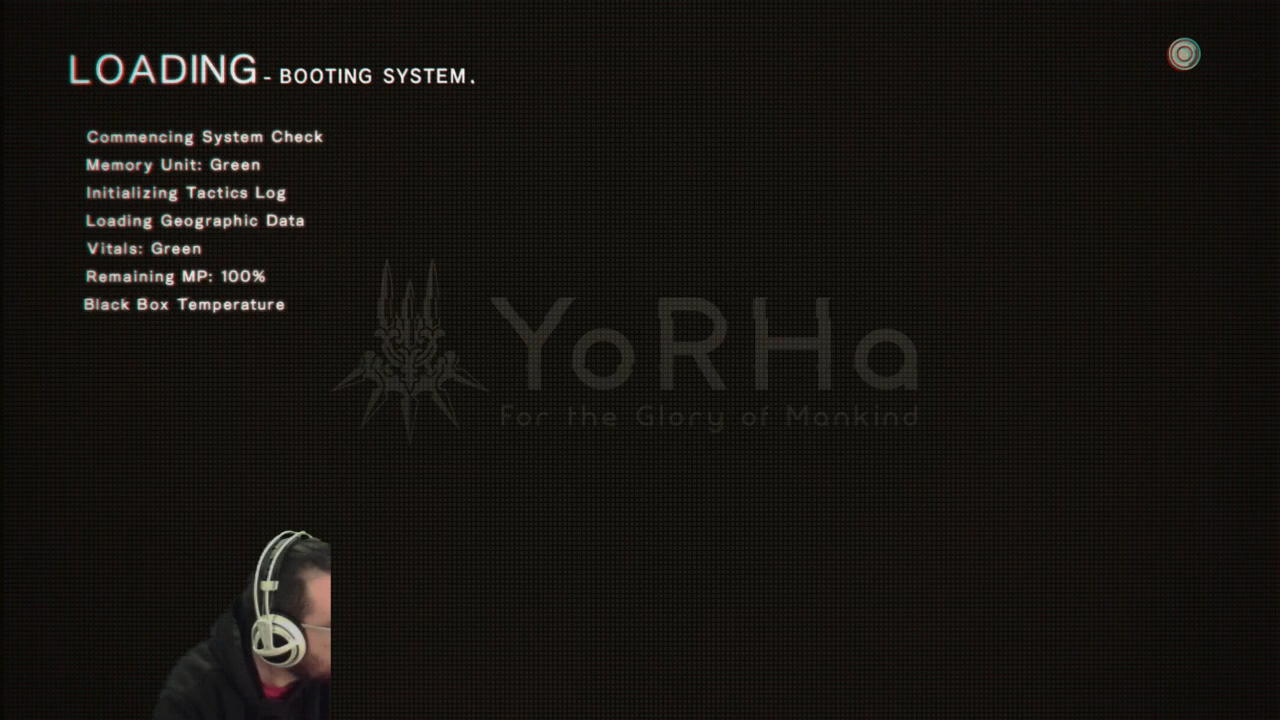 LOADING - BOOTING SYSTEM.
Commencing System Check
Memory Unit: Green
Initializing Tactics Log
Loading Geographic Data
Vitals: Green
Remaining MP: 100%
Black Box Temperature
YoRHa
For the Glory of Mankind